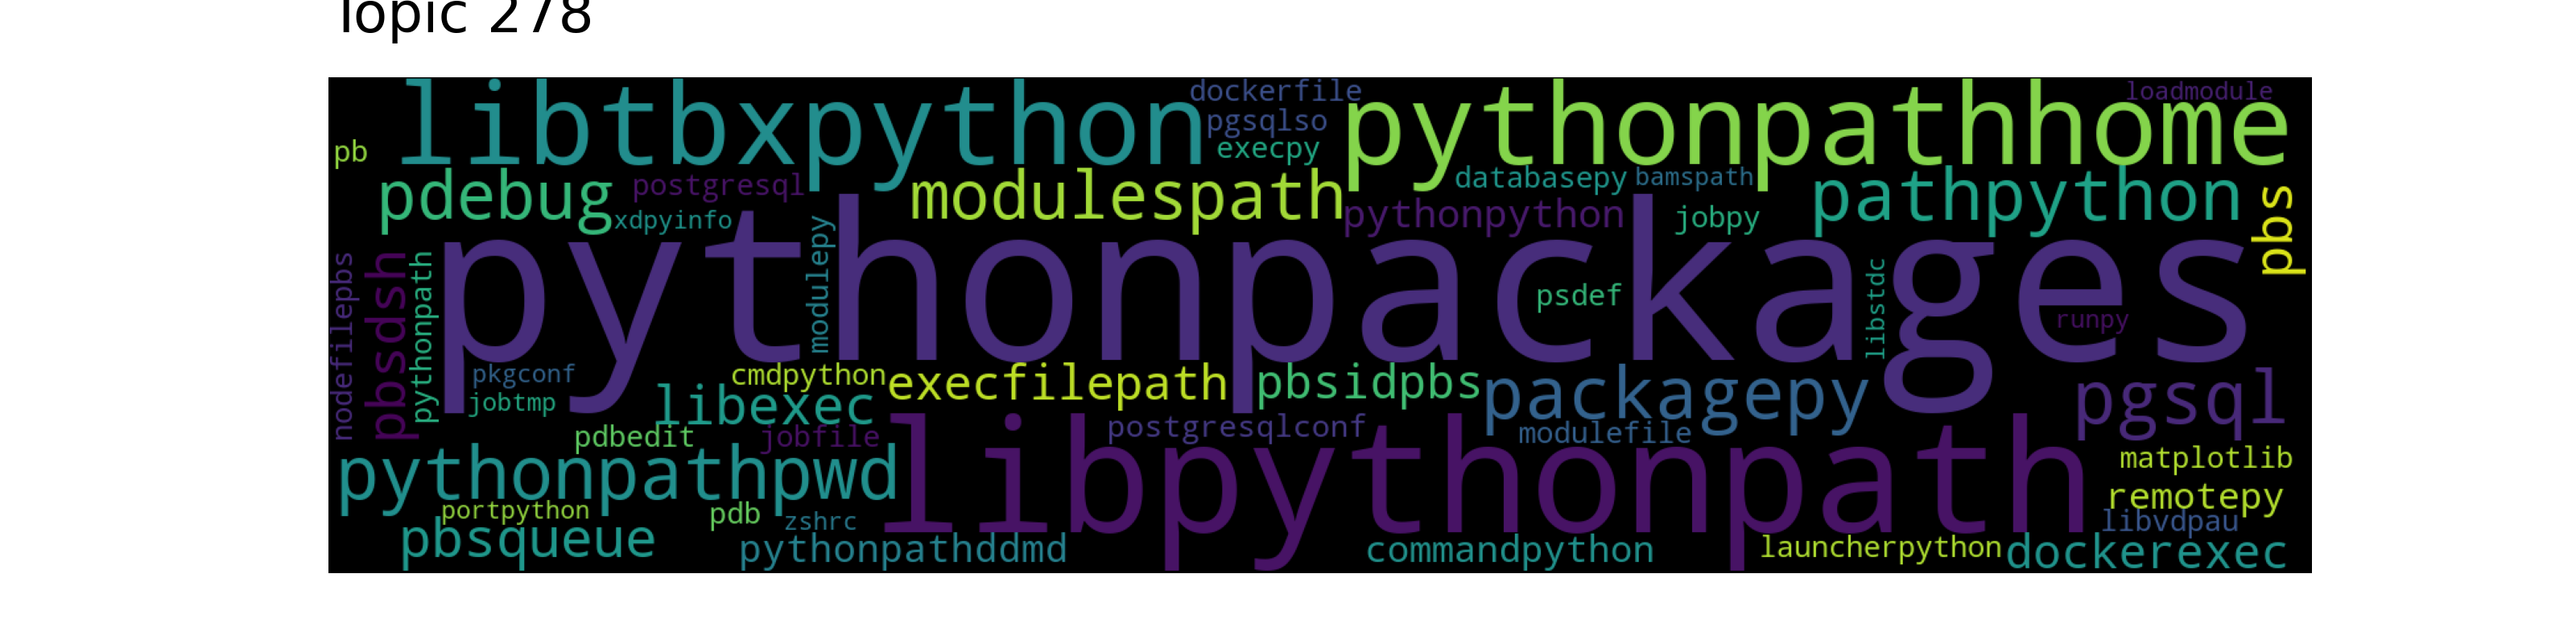 Topic 278
libtbxpython
dockerfile
pythonpathhome
loadmodule
pgsqlso
pb
execpy
pdebug
postgresql
modulespath
databasepy
bamspath
pathpython
pbs
xdpyinfo
pythonpython
jobpy
pythonpackages
modulepy
nodefilepbs
pbsdsh
pythonpath
psdef
libstdc
runpy
pkgconf
cmdpython
execfilepath
pbsidpbs
packagepy
pgsql
jobtmp
libexec
pdbedit
jobfile
postgresqlconf
modulefile
libpythonpath
pythonpathpwd
matplotlib
remotepy
portpython
pdb
zshrc
libvdpau
pbsqueue
pythonpathddmd
commandpython
launcherpython
dockerexec